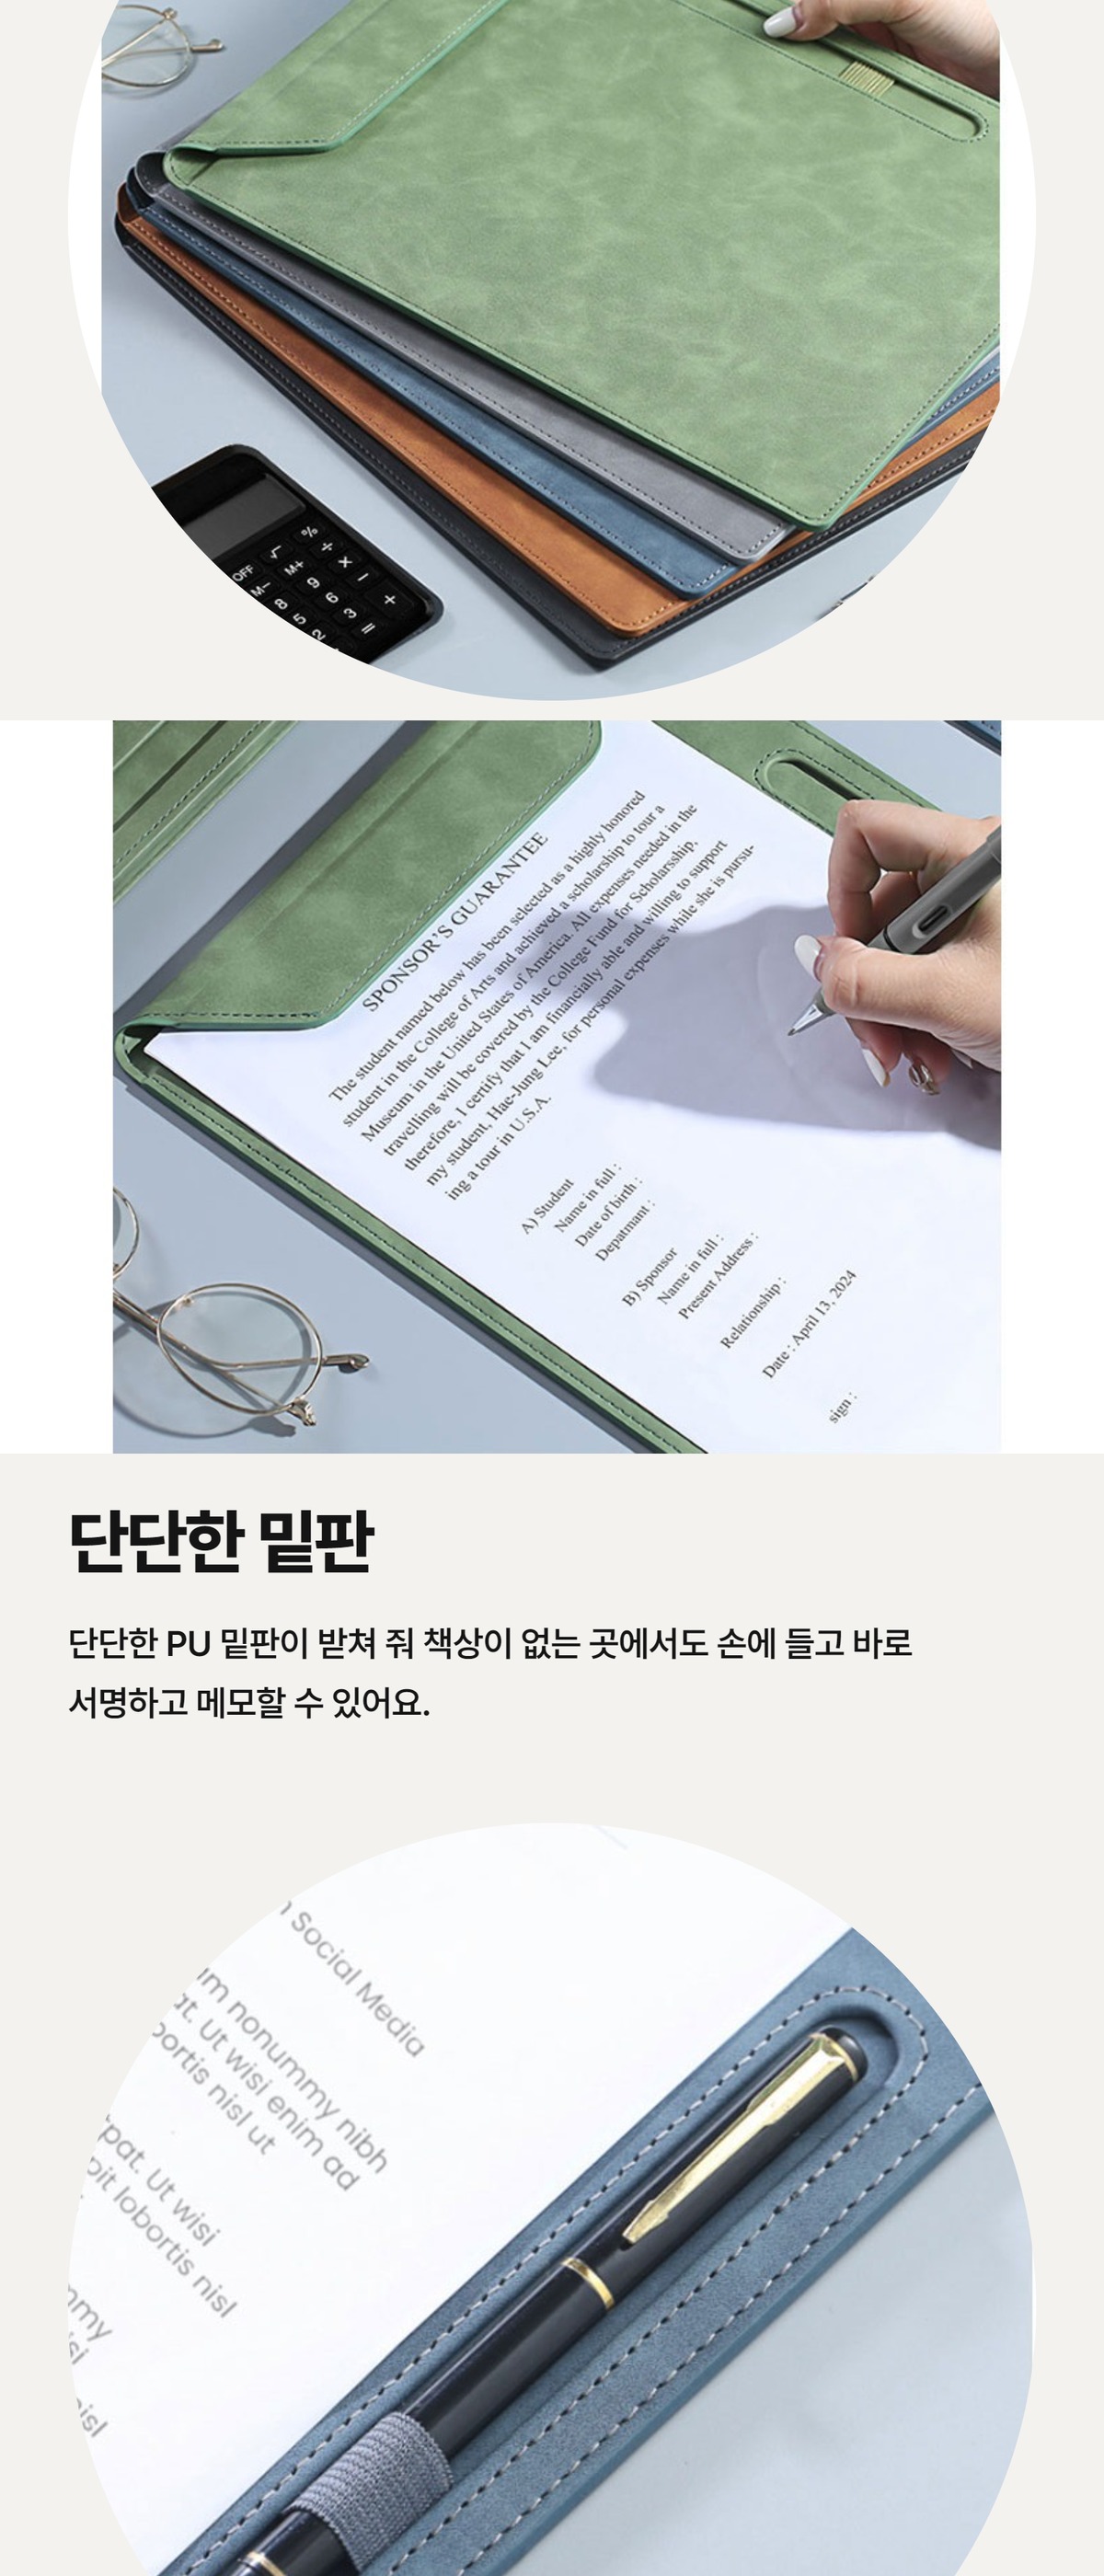 %
√ ÷
OFF M+ ×
M− 9 −
8 6 +
5 3
2 =
SPONSOR'S GUARANTEE
The student named below has been selected as a highly honored
student in the College of Arts and achieved a scholarship to tour a
Museum in the United States of America. All expenses needed in the
travelling will be covered by the College Fund for Scholarsship,
therefore, I certify that I am financially able and willing to support
my student, Hae-Jung Lee, for personal expenses while she is pursu-
ing a tour in U.S.A.
A) Student
Name in full :
Date of birth :
Depatmant :
B) Sponsor
Name in full :
Present Address :
Relationship :
Date : April 13, 2024
sign :
단단한 밑판
단단한 PU 밑판이 받쳐 줘 책상이 없는 곳에서도 손에 들고 바로
서명하고 메모할 수 있어요.
Social Media
nonummy nibh
Ut wisi enim ad
nisl ut
Ut wisi
lobortis nisl